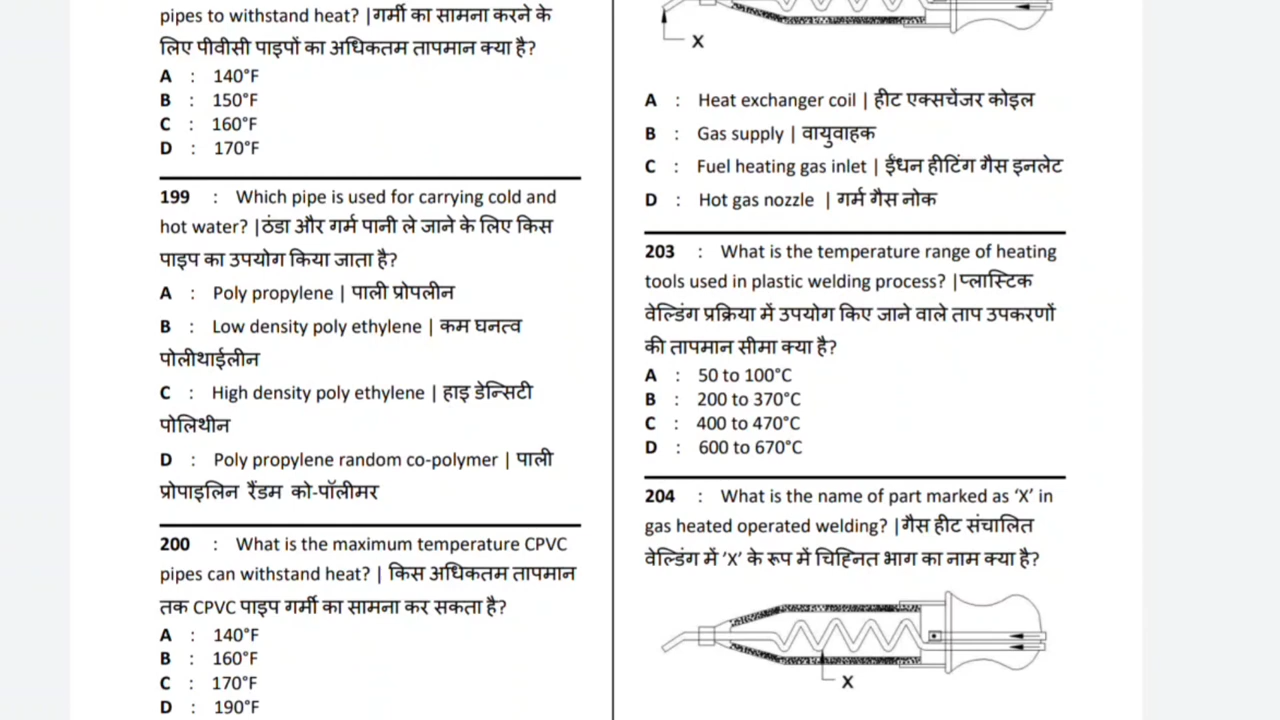 pipes to withstand heat? |गर्मी का सामना करने के
लिए पीवीसी पाइपों का अधिकतम तापमान क्या है?
A : 140°F
B : 150°F
C : 160°F
D : 170°F
199 : Which pipe is used for carrying cold and
hot water? |ठंडा और गर्म पानी ले जाने के लिए किस
पाइप का उपयोग किया जाता है?
A : Poly propylene | पाली प्रोपलीन
B : Low density poly ethylene | कम घनत्व
पोलीथाईलीन
C : High density poly ethylene | हाइ डेन्सिटी
पोलिथीन
D : Poly propylene random co-polymer | पाली
प्रोपाइलिन रैंडम को-पॉलीमर
200 : What is the maximum temperature CPVC
pipes can withstand heat? | किस अधिकतम तापमान
तक CPVC पाइप गर्मी का सामना कर सकता है?
A : 140°F
B : 160°F
C : 170°F
D : 190°F
X
A : Heat exchanger coil | हीट एक्सचेंजर कोइल
B : Gas supply | वायुवाहक
C : Fuel heating gas inlet | ईंधन हीटिंग गैस इनलेट
D : Hot gas nozzle | गर्म गैस नोक
203 : What is the temperature range of heating
tools used in plastic welding process? |प्लास्टिक
वेल्डिंग प्रक्रिया में उपयोग किए जाने वाले ताप उपकरणों
की तापमान सीमा क्या है?
A : 50 to 100°C
B : 200 to 370°C
C : 400 to 470°C
D : 600 to 670°C
204 : What is the name of part marked as ‘X’ in
gas heated operated welding? |गैस हीट संचालित
वेल्डिंग में ’X’ के रूप में चिह्नित भाग का नाम क्या है?
X